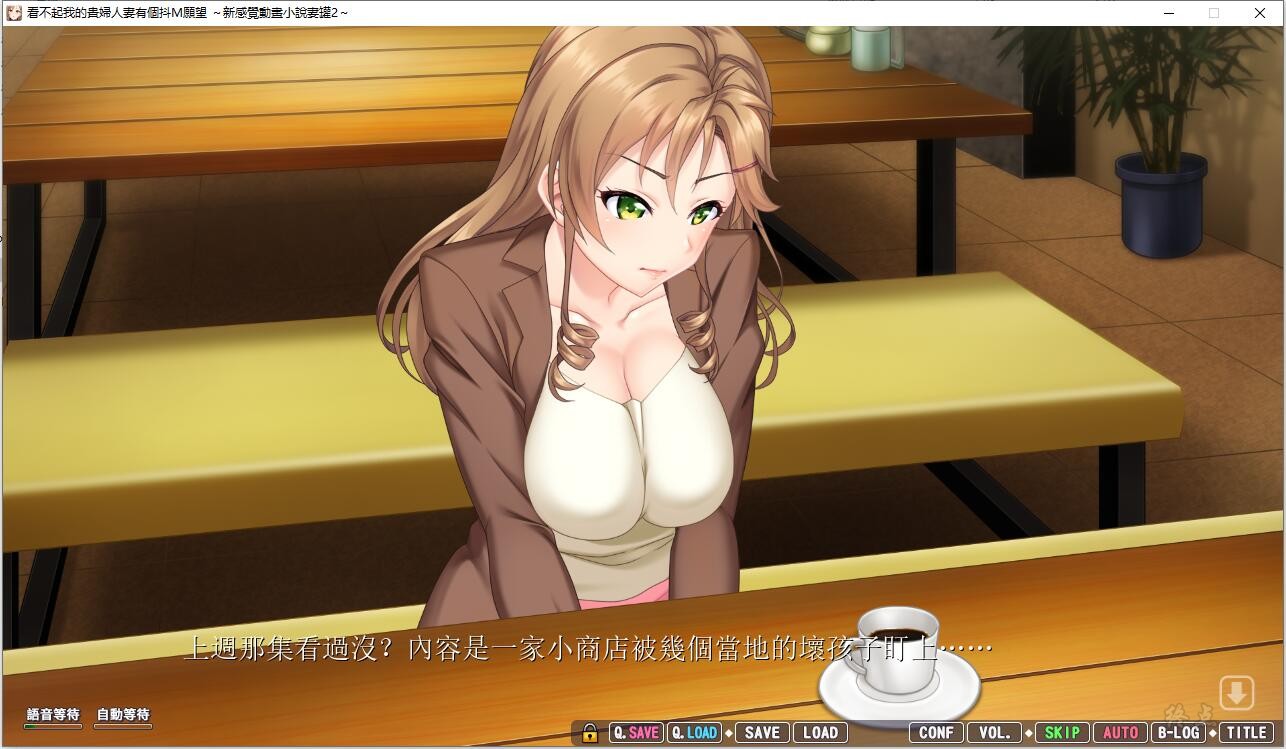 看不起我的貴婦人妻有個抖M願望 ～新感覺動畫小說妻攞2～
上週那集看過沒？內容是一家小商店被幾個當地的壞孩子盯上……
語音等待 自動等待
Q.SAVE Q.LOAD SAVE LOAD CONF VOL. SKIP AUTO B-LOG TITLE